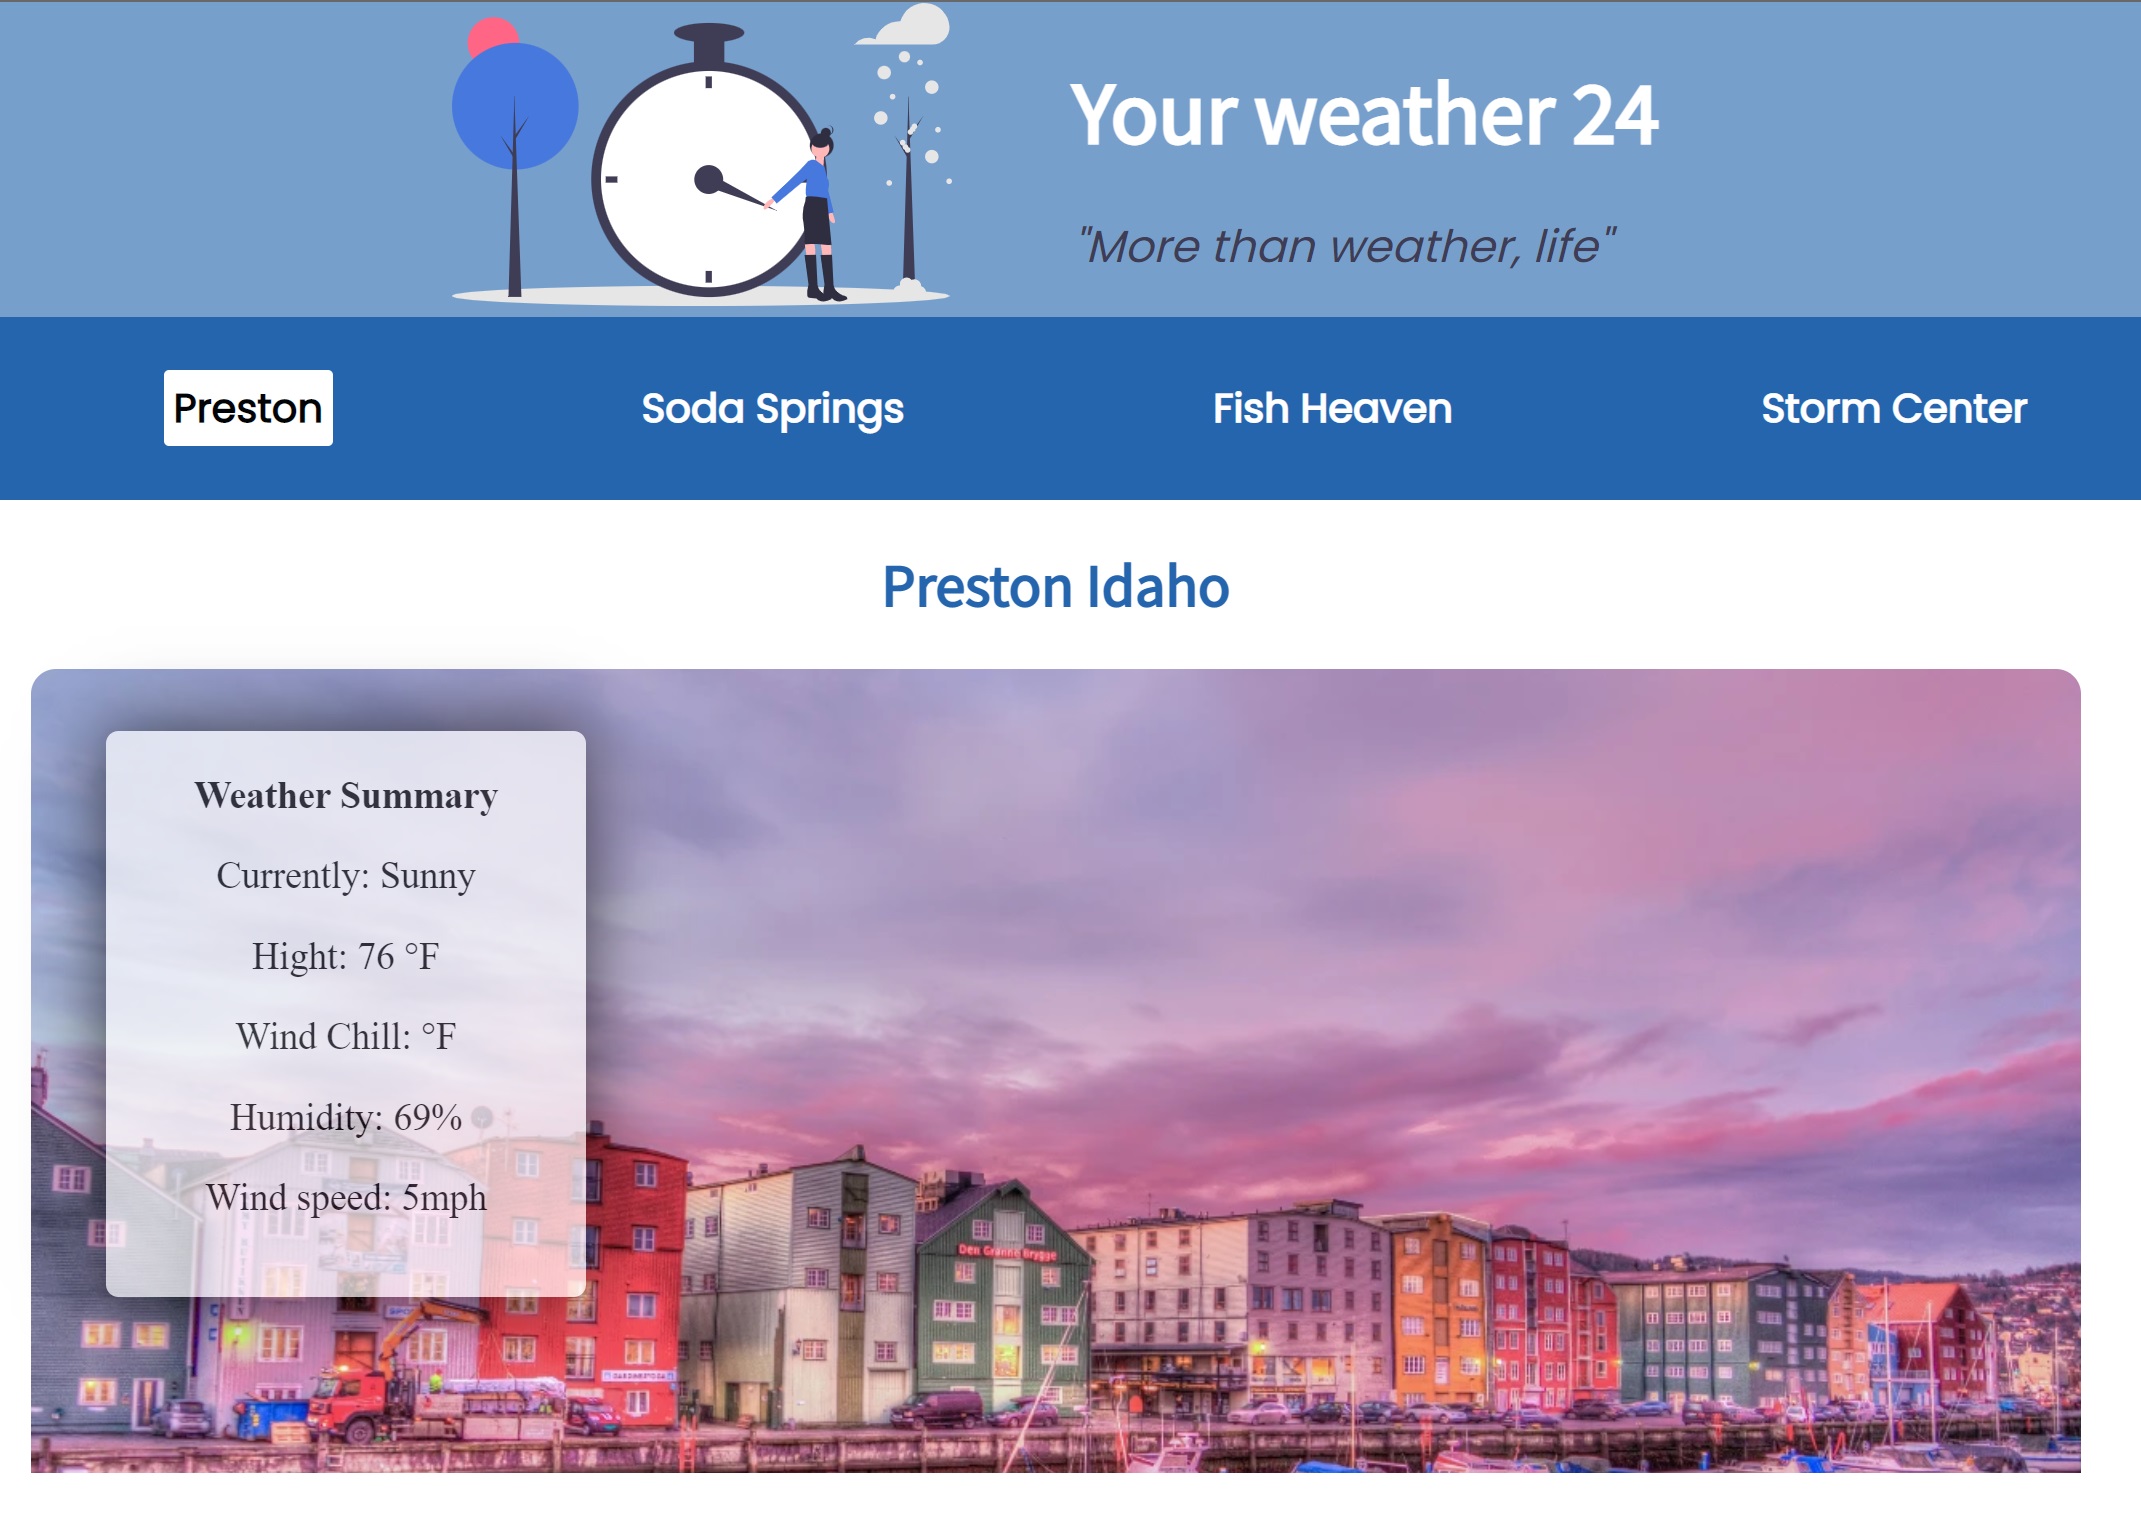 Your weather 24
"More than weather, life"
Preston
Soda Springs
Fish Heaven
Storm Center
Preston Idaho
Weather Summary
Currently: Sunny
Hight: 76 °F
Wind Chill: °F
Humidity: 69%
Wind speed: 5mph
Den Grønne Brygge